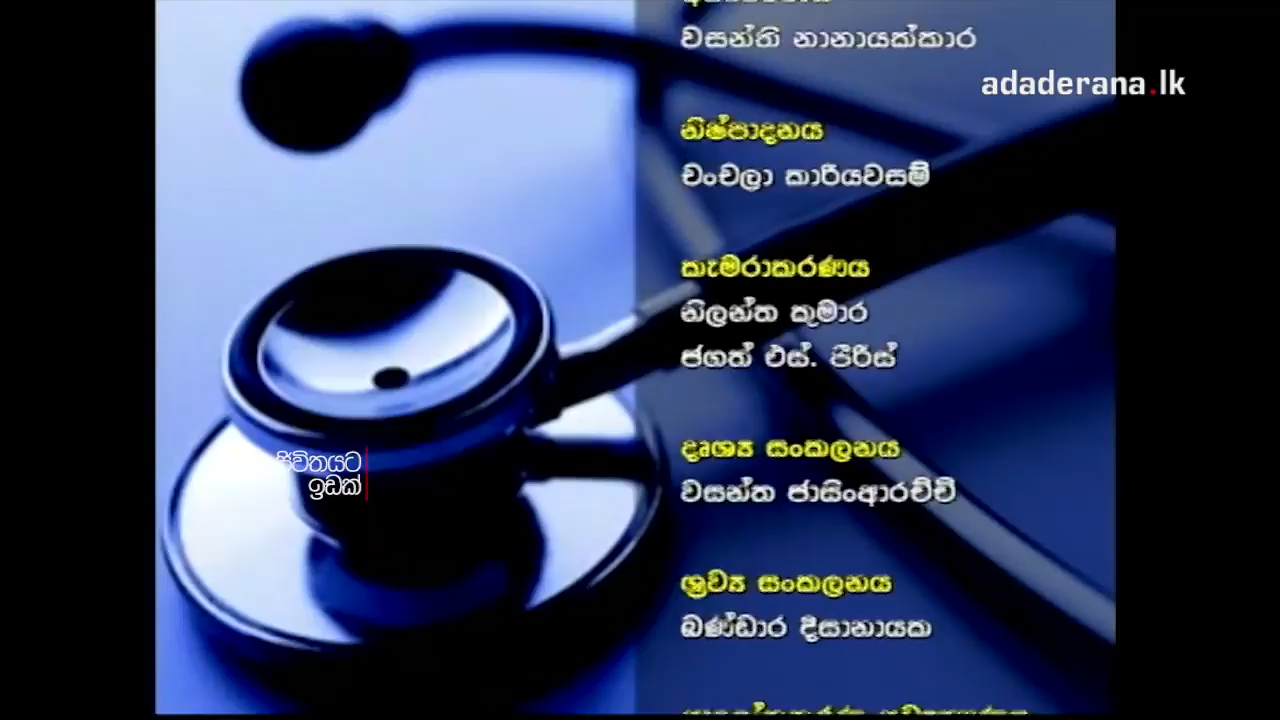 වසන්ති නානායක්කාර
adaderana.lk
නිෂ්පාදනය
චංචලා කාරියවසම්
කැමරාකරණය
නිලන්ත කුමාර
ජගත් එස්. පීරිස්
දෘශ්‍ය සංකලනය
වසන්ත ජාසිංආරච්චි
ශ්‍රව්‍ය සංකලනය
බණ්ඩාර දිසානායක
ජීවිතයට
ඉඩක්